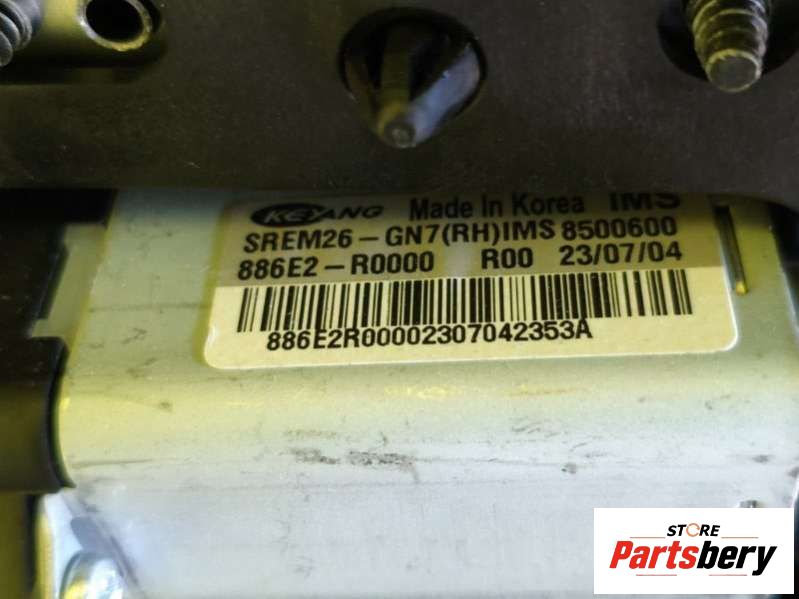 KEYANG Made In Korea IMS
SREM26-GN7(RH)IMS 8500600
886E2-R0000 R00 23/07/04
886E2R00002307042353A
STORE
Partsbery